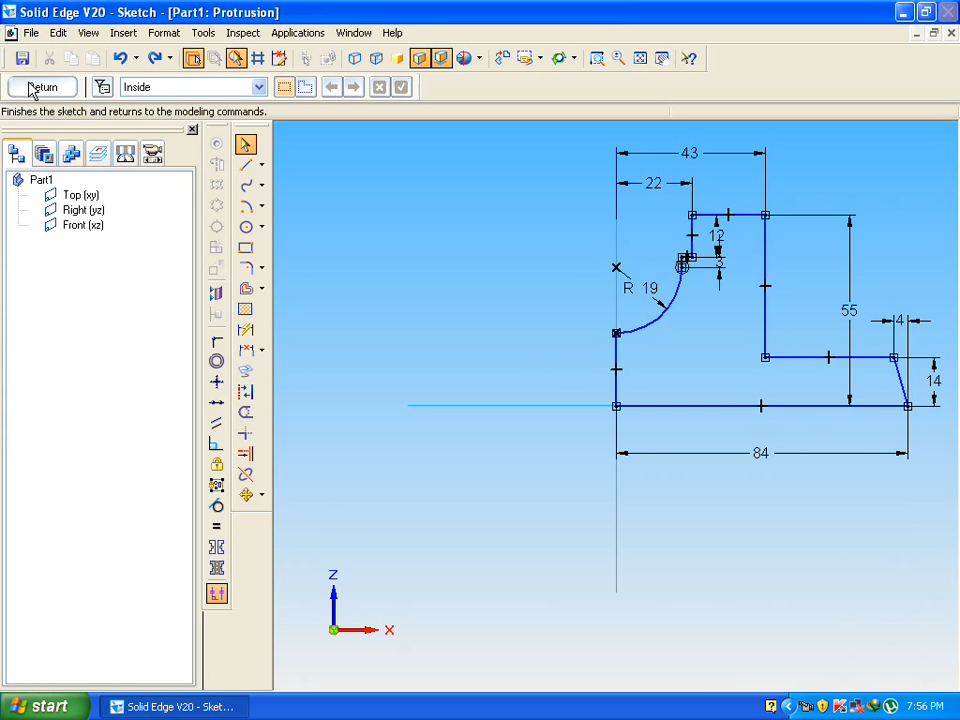 Solid Edge V20 - Sketch - [Part1: Protrusion]
File Edit View Insert Format Tools Inspect Applications Window Help
Return Inside
Finishes the sketch and returns to the modeling commands.
Part1
Top (xy)
Right (yz)
Front (xz)
43
22
12
3
R 19
55
4
14
84
Z
X
start Solid Edge V20 - Sket... 7:56 PM